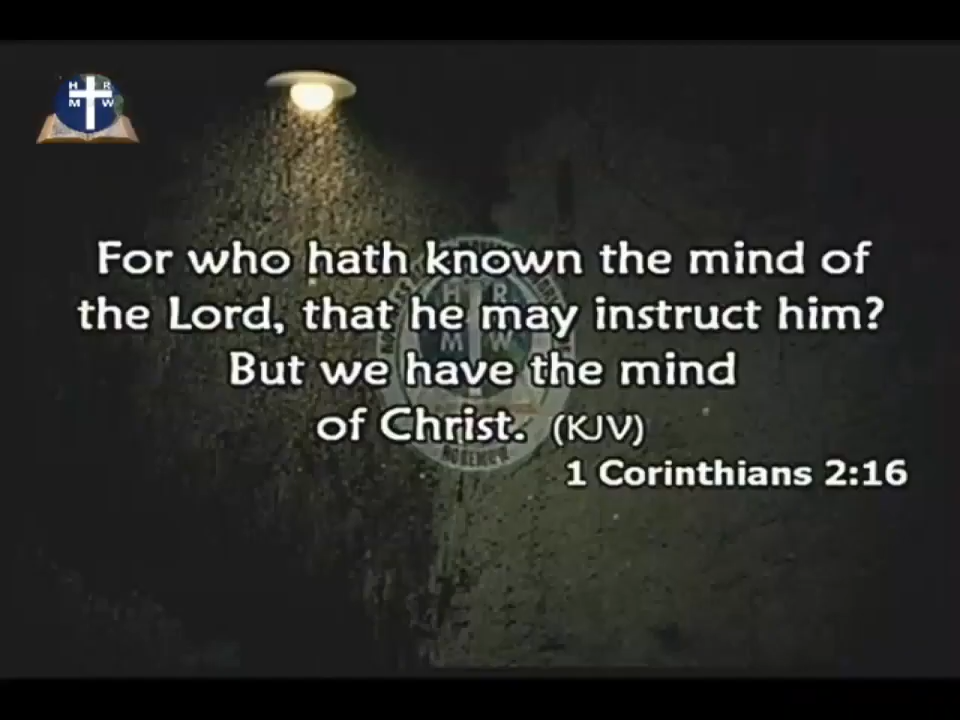 H R
M W
For who hath known the mind of
the Lord, that he may instruct him?
But we have the mind
of Christ. (KJV)
1 Corinthians 2:16
H R
M W